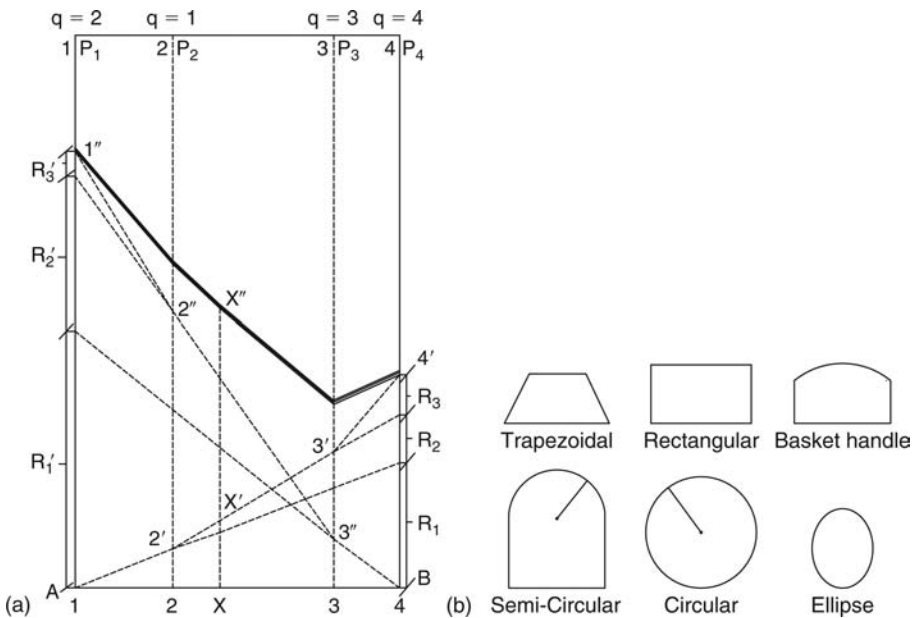 q = 2 q = 1 q = 3 q = 4
1 P₁ 2 P₂ 3 P₃ 4 P₄
1″
R₃′
R₂′
2″
X″
4′
R₃
3′
R₂
R₁′
X′
2′
3″
R₁
A
B
1 2 X 3 4
(a)
Trapezoidal Rectangular Basket handle
Semi-Circular Circular Ellipse
(b)